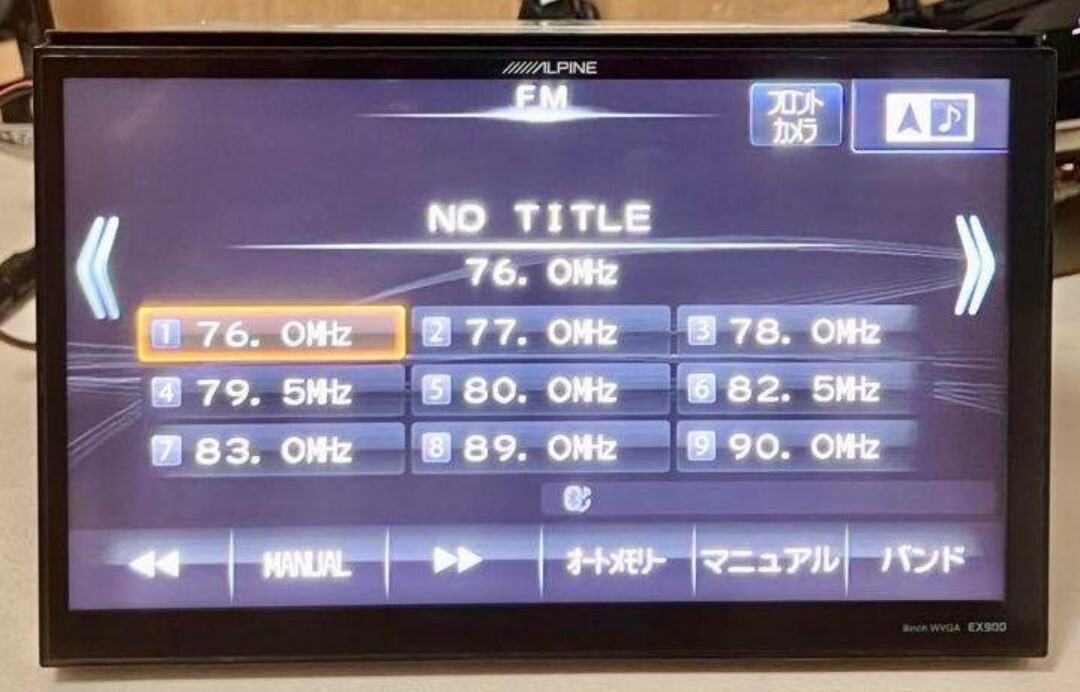 ALPINE
FM
フロント
カメラ
NO TITLE
76.0MHz
1 76.0MHz 2 77.0MHz 3 78.0MHz
4 79.5MHz 5 80.0MHz 6 82.5MHz
7 83.0MHz 8 89.0MHz 9 90.0MHz
MANUAL オートメモリー マニュアル バンド
8inch WVGA EX900